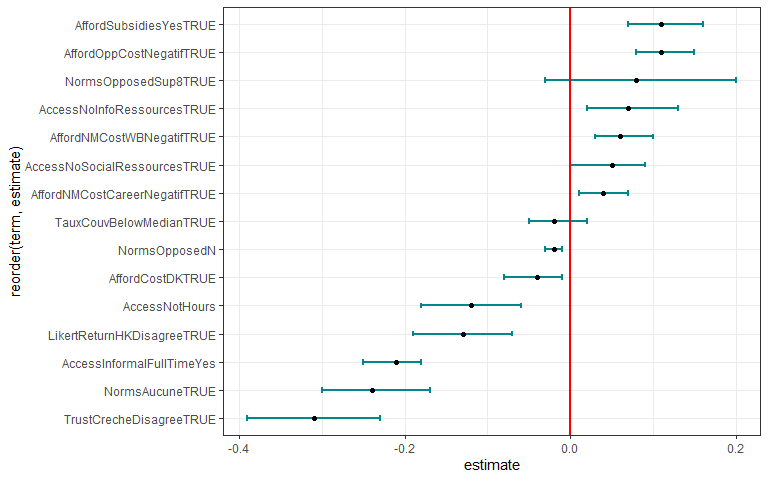 AffordSubsidiesYesTRUE
AffordOppCostNegatifTRUE
NormsOpposedSup8TRUE
AccessNoInfoRessourcesTRUE
AffordNMCostWBNegatifTRUE
AccessNoSocialRessourcesTRUE
AffordNMCostCareerNegatifTRUE
TauxCouvBelowMedianTRUE
NormsOpposedN
AffordCostDKTRUE
AccessNotHours
LikertReturnHKDisagreeTRUE
AccessInformalFullTimeYes
NormsAucuneTRUE
TrustCrecheDisagreeTRUE
reorder(term, estimate)
-0.4 -0.2 0.0 0.2
estimate